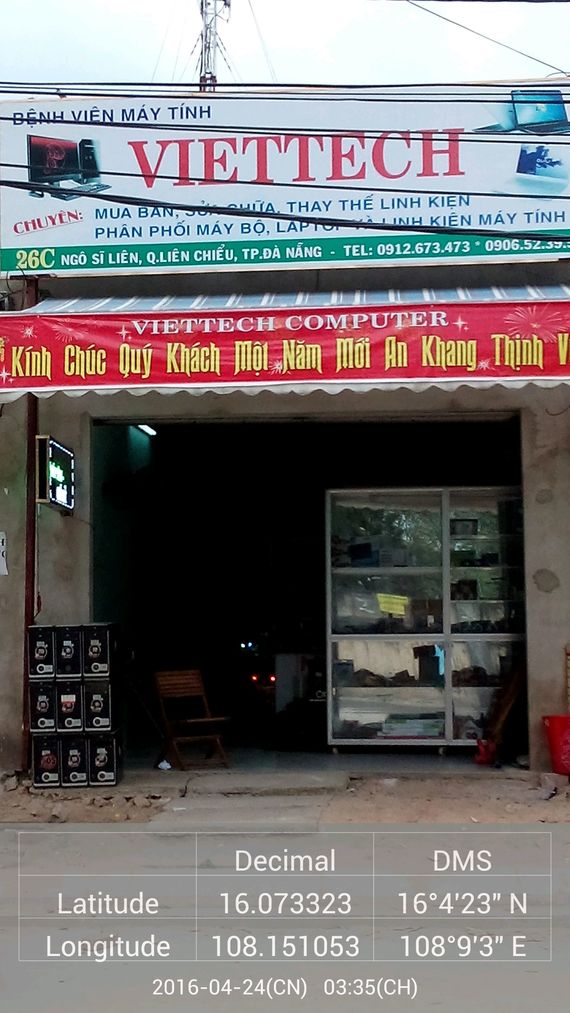 BỆNH VIỆN MÁY TÍNH
VIETTECH
CHUYÊN: MUA BÁN, SỬA CHỮA, THAY THẾ LINH KIỆN
PHÂN PHỐI MÁY BỘ, LAPTOP VÀ LINH KIỆN MÁY TÍNH
26C NGÔ SĨ LIÊN, Q.LIÊN CHIỂU, TP.ĐÀ NẴNG - TEL: 0912.673.473 * 0906.52.39.
VIETTECH COMPUTER
Kính Chúc Quý Khách Một Năm Mới An Khang Thịnh V
Decimal DMS
Latitude 16.073323 16°4'23" N
Longitude 108.151053 108°9'3" E
2016-04-24(CN) 03:35(CH)